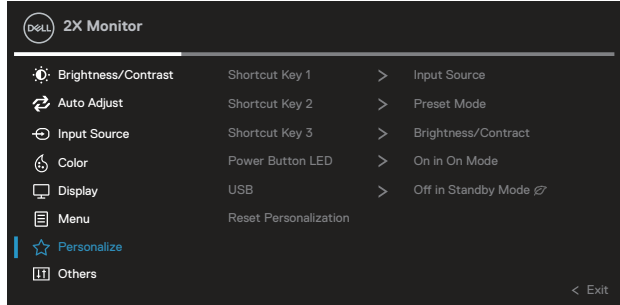 DELL 2X Monitor
Brightness/Contrast Shortcut Key 1 > Input Source
Auto Adjust Shortcut Key 2 > Preset Mode
Input Source Shortcut Key 3 > Brightness/Contract
Color Power Button LED > On in On Mode
Display USB > Off in Standby Mode
Menu Reset Personalization
Personalize
Others
< Exit